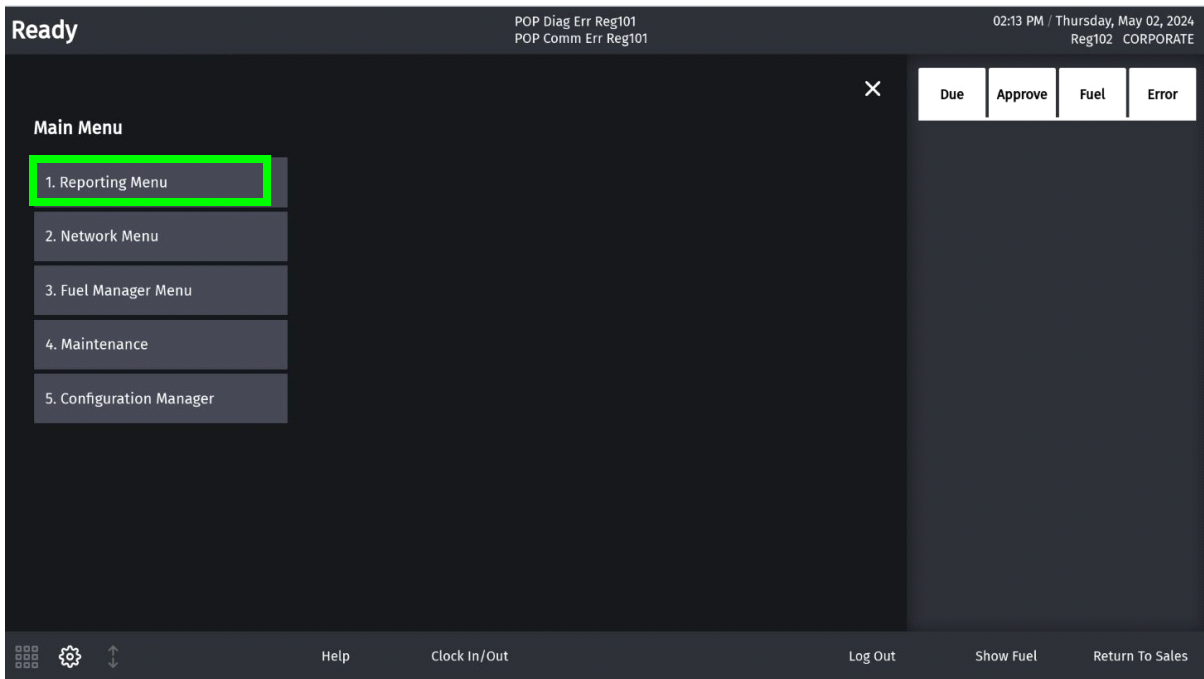 Ready
POP Diag Err Reg101
POP Comm Err Reg101
02:13 PM / Thursday, May 02, 2024
Reg102 CORPORATE
Due Approve Fuel Error
Main Menu
1. Reporting Menu
2. Network Menu
3. Fuel Manager Menu
4. Maintenance
5. Configuration Manager
Help Clock In/Out Log Out Show Fuel Return To Sales